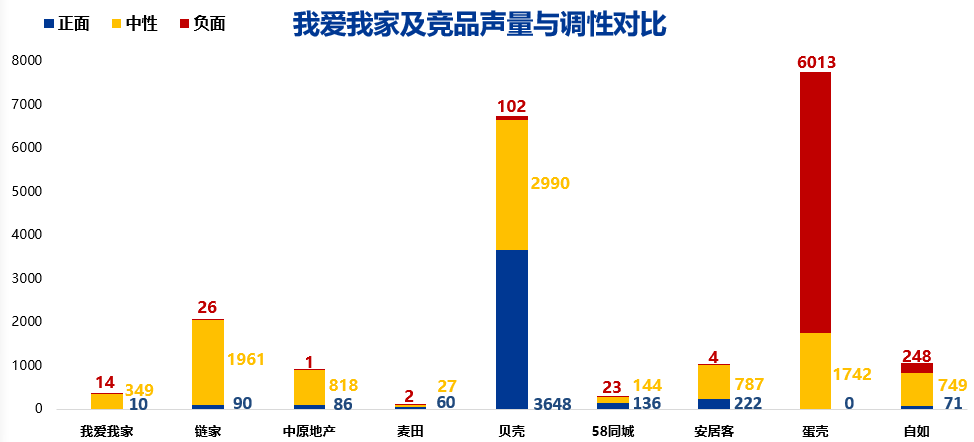 我爱我家及竞品声量与调性对比
正面 中性 负面
8000
7000
6000
5000
4000
3000
2000
1000
0
14 349 10
26 1961 90
1 818 86
2 27 60
102 2990 3648
23 144 136
4 787 222
6013 1742 0
248 749 71
我爱我家 链家 中原地产 麦田 贝壳 58同城 安居客 蛋壳 自如